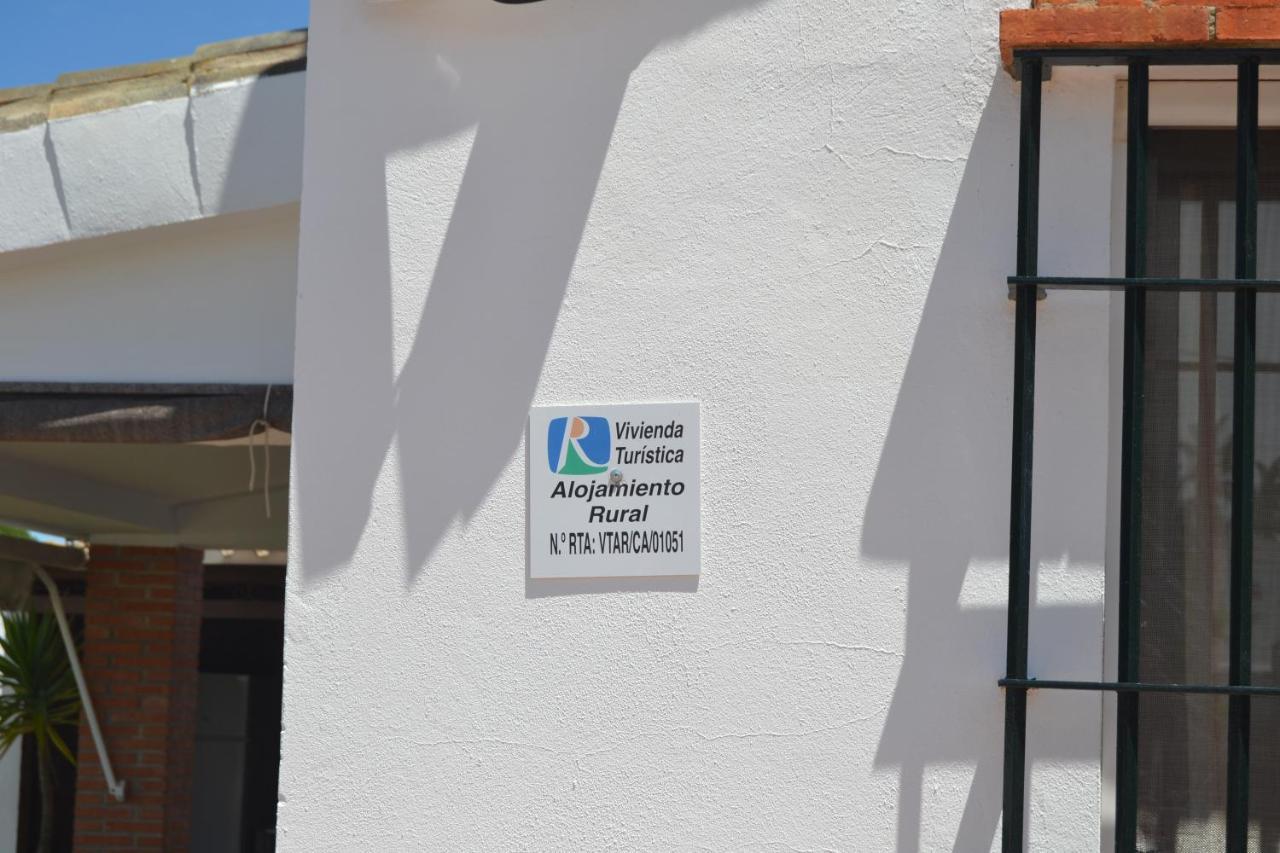 R
Vivienda
Turística
Alojamiento
Rural
N.º RTA: VTAR/CA/01051